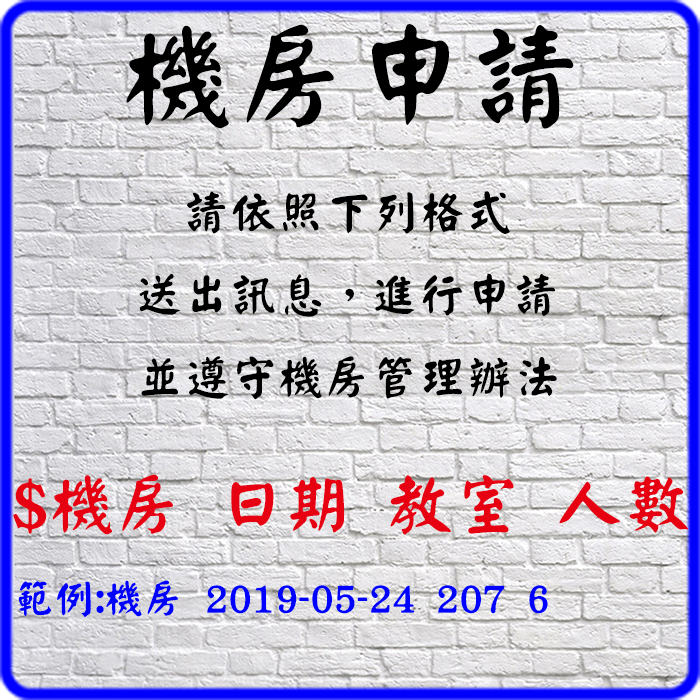 機房申請
請依照下列格式
送出訊息，進行申請
並遵守機房管理辦法
$機房 日期 教室 人數
範例:機房 2019-05-24 207 6